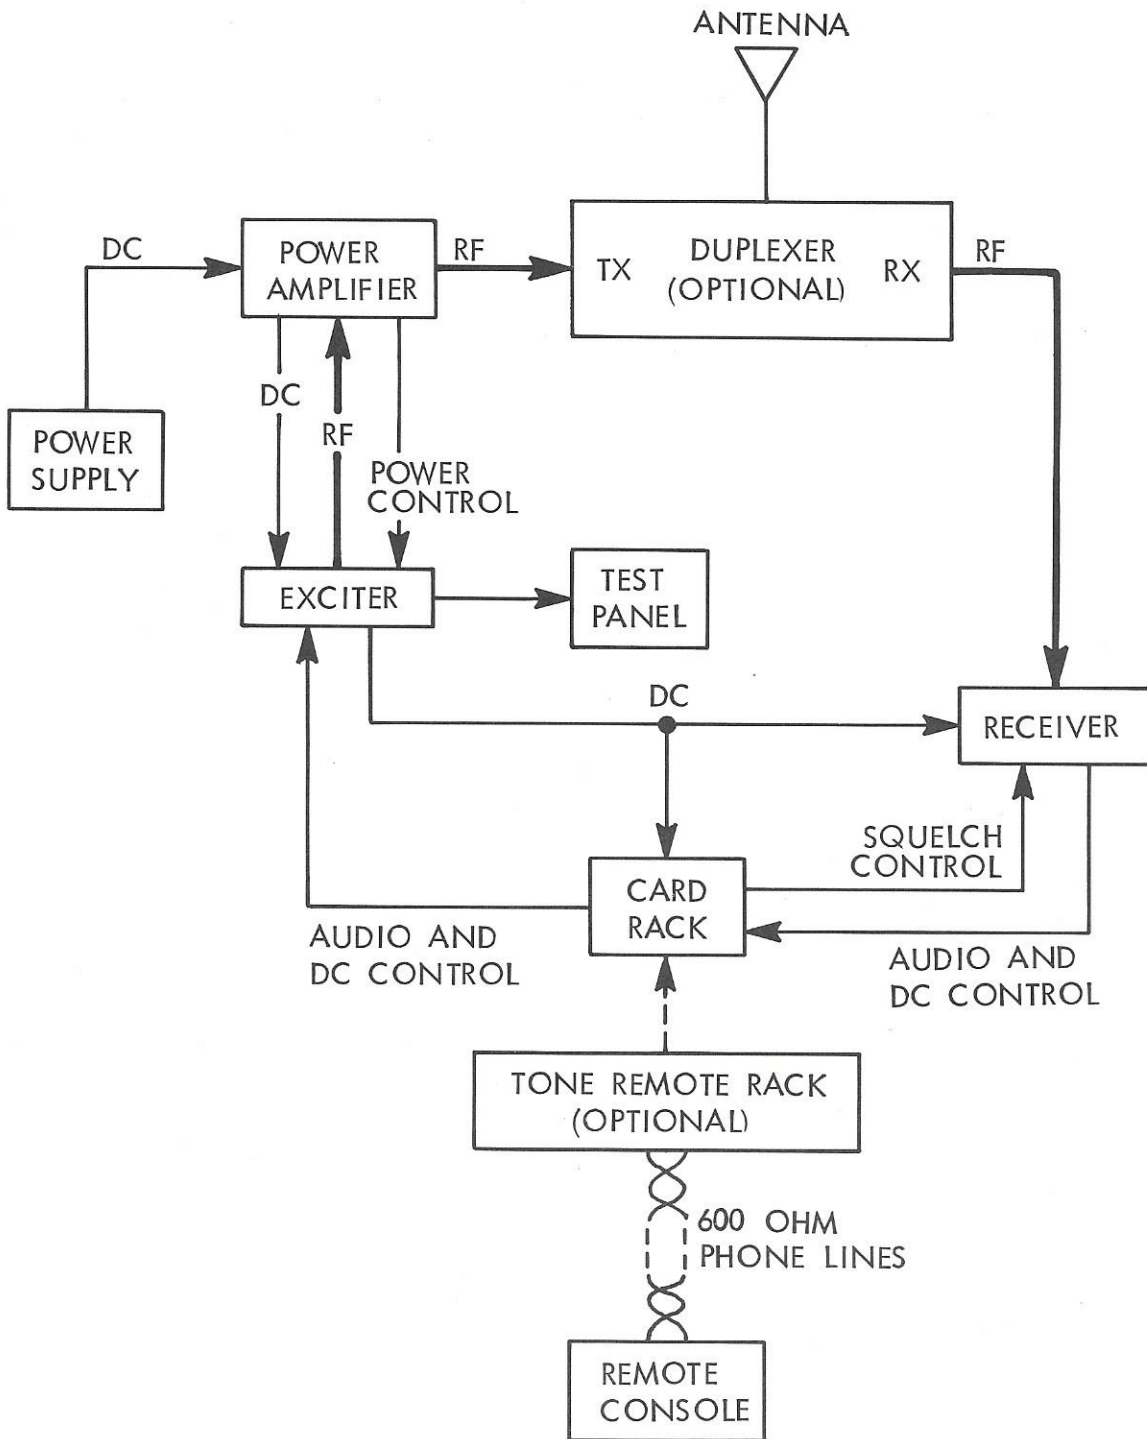 ANTENNA
DC
POWER
AMPLIFIER
RF
TX
DUPLEXER
(OPTIONAL)
RX
RF
DC
RF
POWER
CONTROL
POWER
SUPPLY
EXCITER
TEST
PANEL
DC
RECEIVER
SQUELCH
CONTROL
CARD
RACK
AUDIO AND
DC CONTROL
AUDIO AND
DC CONTROL
TONE REMOTE RACK
(OPTIONAL)
600 OHM
PHONE LINES
REMOTE
CONSOLE